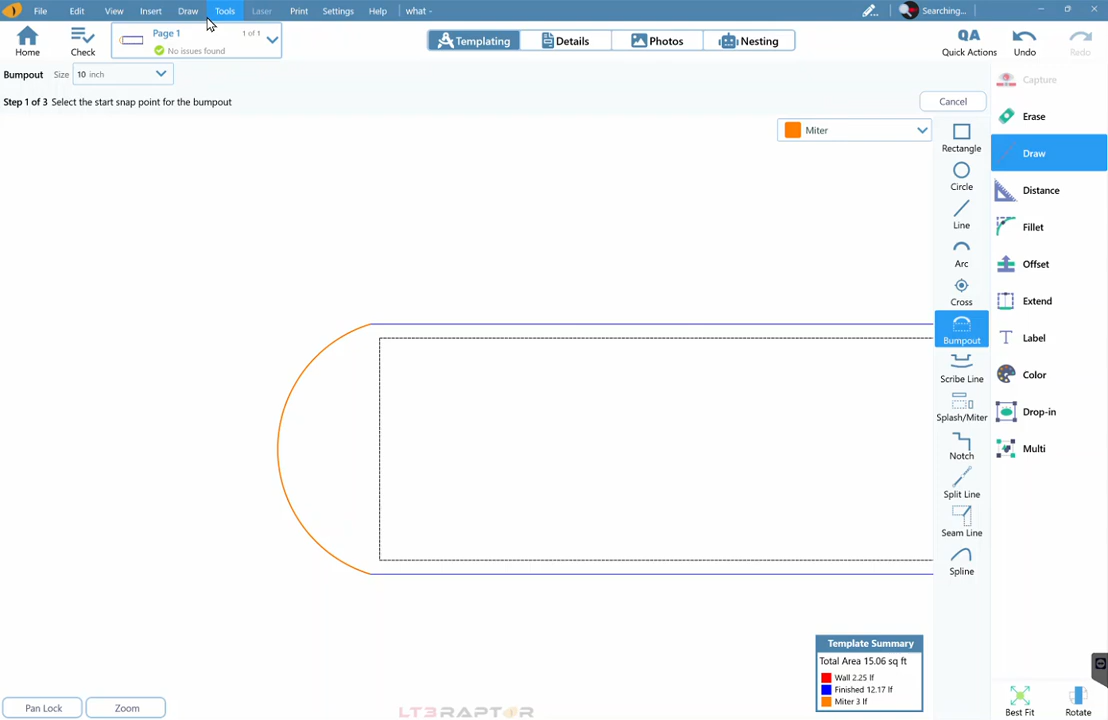 File Edit View Insert Draw Tools Laser Print Settings Help what - Searching...
Home Check Page 1 1 of 1 No issues found
Templating Details Photos Nesting
QA Quick Actions Undo Redo
Bumpout Size 10 inch
Step 1 of 3 Select the start snap point for the bumpout
Cancel
Miter
Rectangle
Circle
Line
Arc
Cross
Bumpout
Scribe Line
Splash/Miter
Notch
Split Line
Seam Line
Spline
Capture
Erase
Draw
Distance
Fillet
Offset
Extend
Label
Color
Drop-in
Multi
Template Summary
Total Area 15.06 sq ft
Wall 2.25 lf
Finished 12.17 lf
Miter 3 lf
Pan Lock Zoom
LT3RAPTOR
Best Fit Rotate